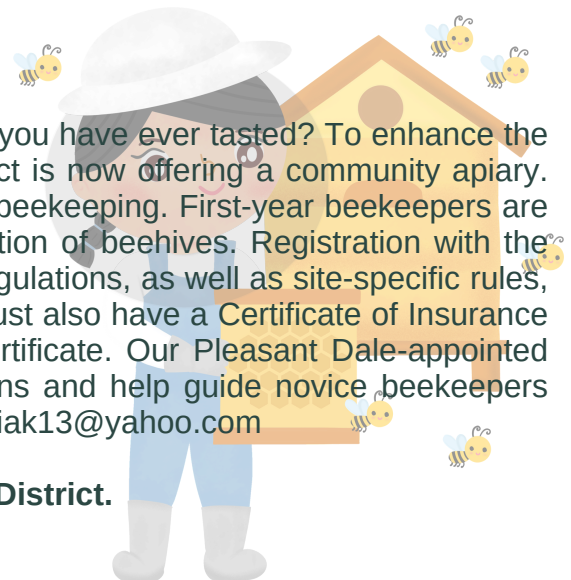 you have ever tasted? To enhance the
ct is now offering a community apiary.
beekeeping. First-year beekeepers are
tion of beehives. Registration with the
gulations, as well as site-specific rules,
ust also have a Certificate of Insurance
rtificate. Our Pleasant Dale-appointed
ns and help guide novice beekeepers
iak13@yahoo.com
District.